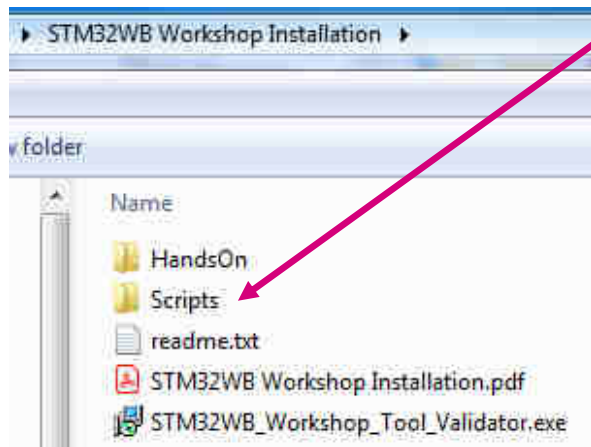 STM32WB Workshop Installation
folder
Name
HandsOn
Scripts
readme.txt
STM32WB Workshop Installation.pdf
STM32WB_Workshop_Tool_Validator.exe